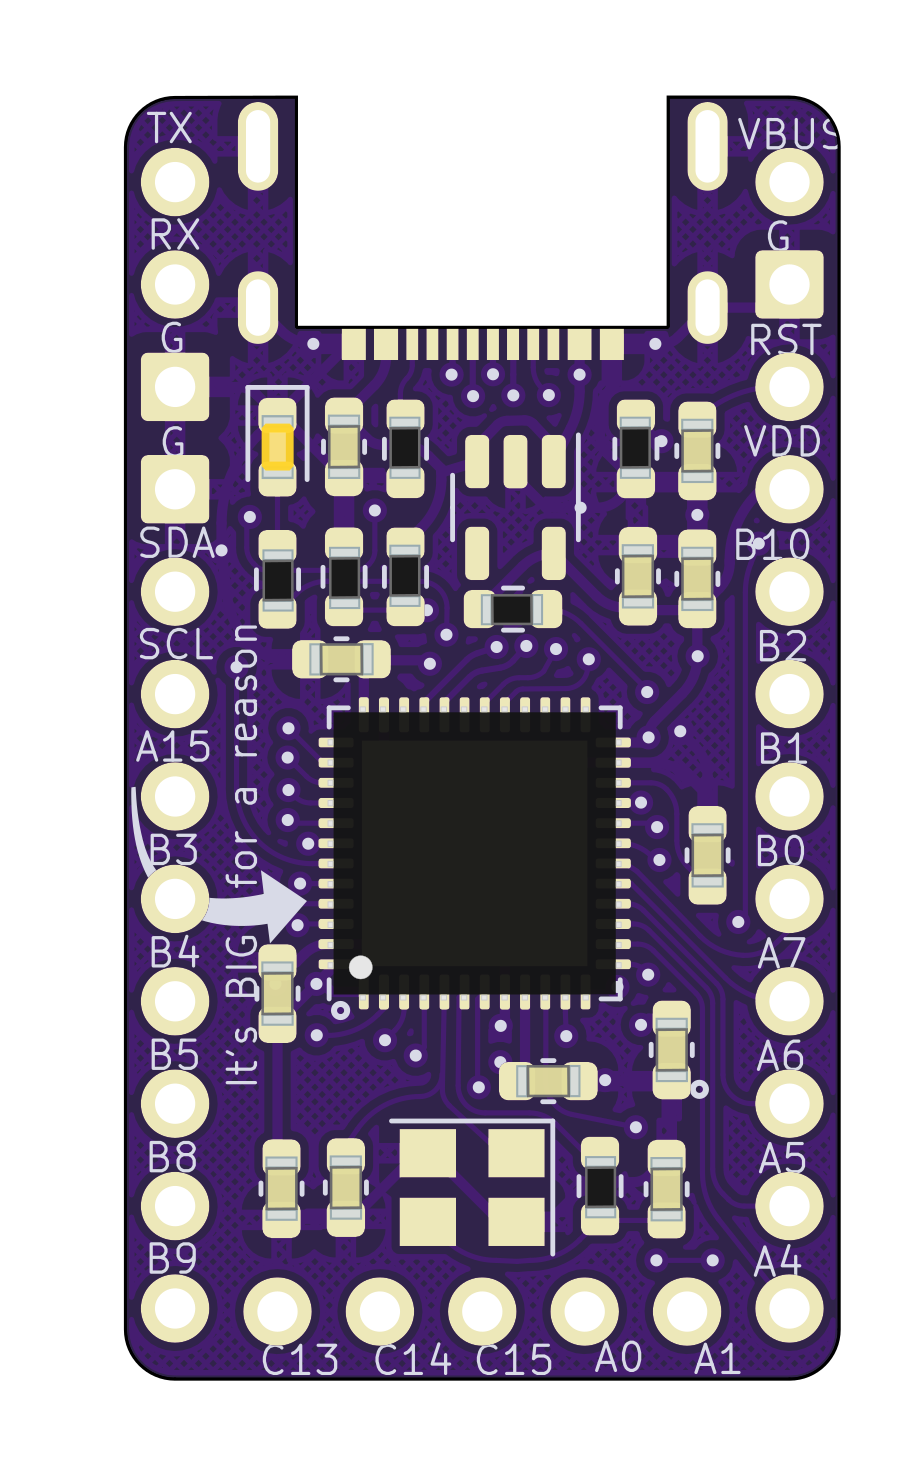 TX
RX
G
G
SDA
SCL
A15
B3
B4
B5
B8
B9
It's BIG for a reason
C13
C14
C15
A0
A1
VBUS
G
RST
VDD
B10
B2
B1
B0
A7
A6
A5
A4